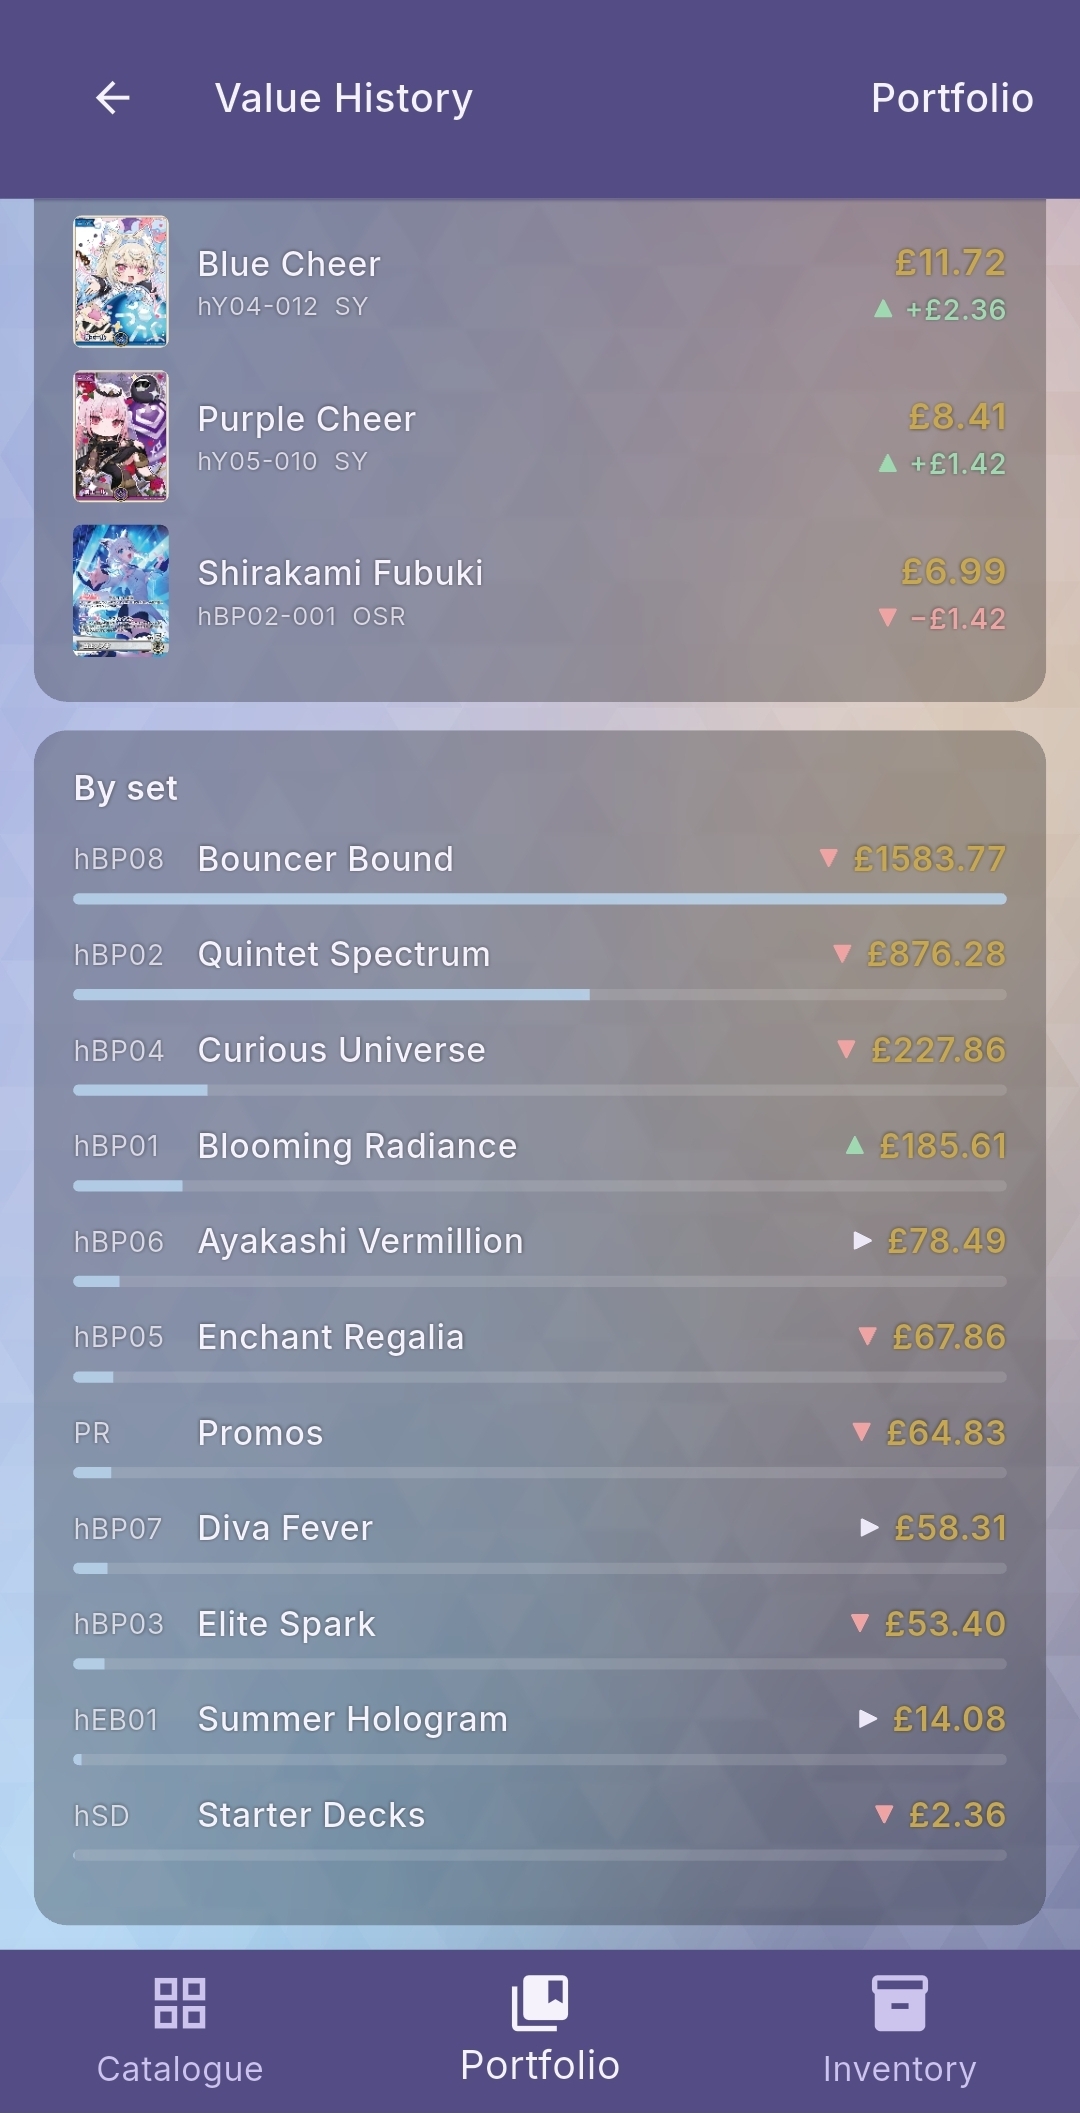 Value History
Portfolio
Blue Cheer
£11.72
hY04-012 SY
▲ +£2.36
Purple Cheer
£8.41
hY05-010 SY
▲ +£1.42
Shirakami Fubuki
£6.99
hBP02-001 OSR
▼ −£1.42
By set
hBP08 Bouncer Bound ▼ £1583.77
hBP02 Quintet Spectrum ▼ £876.28
hBP04 Curious Universe ▼ £227.86
hBP01 Blooming Radiance ▲ £185.61
hBP06 Ayakashi Vermillion ▶ £78.49
hBP05 Enchant Regalia ▼ £67.86
PR Promos ▼ £64.83
hBP07 Diva Fever ▶ £58.31
hBP03 Elite Spark ▼ £53.40
hEB01 Summer Hologram ▶ £14.08
hSD Starter Decks ▼ £2.36
Catalogue
Portfolio
Inventory